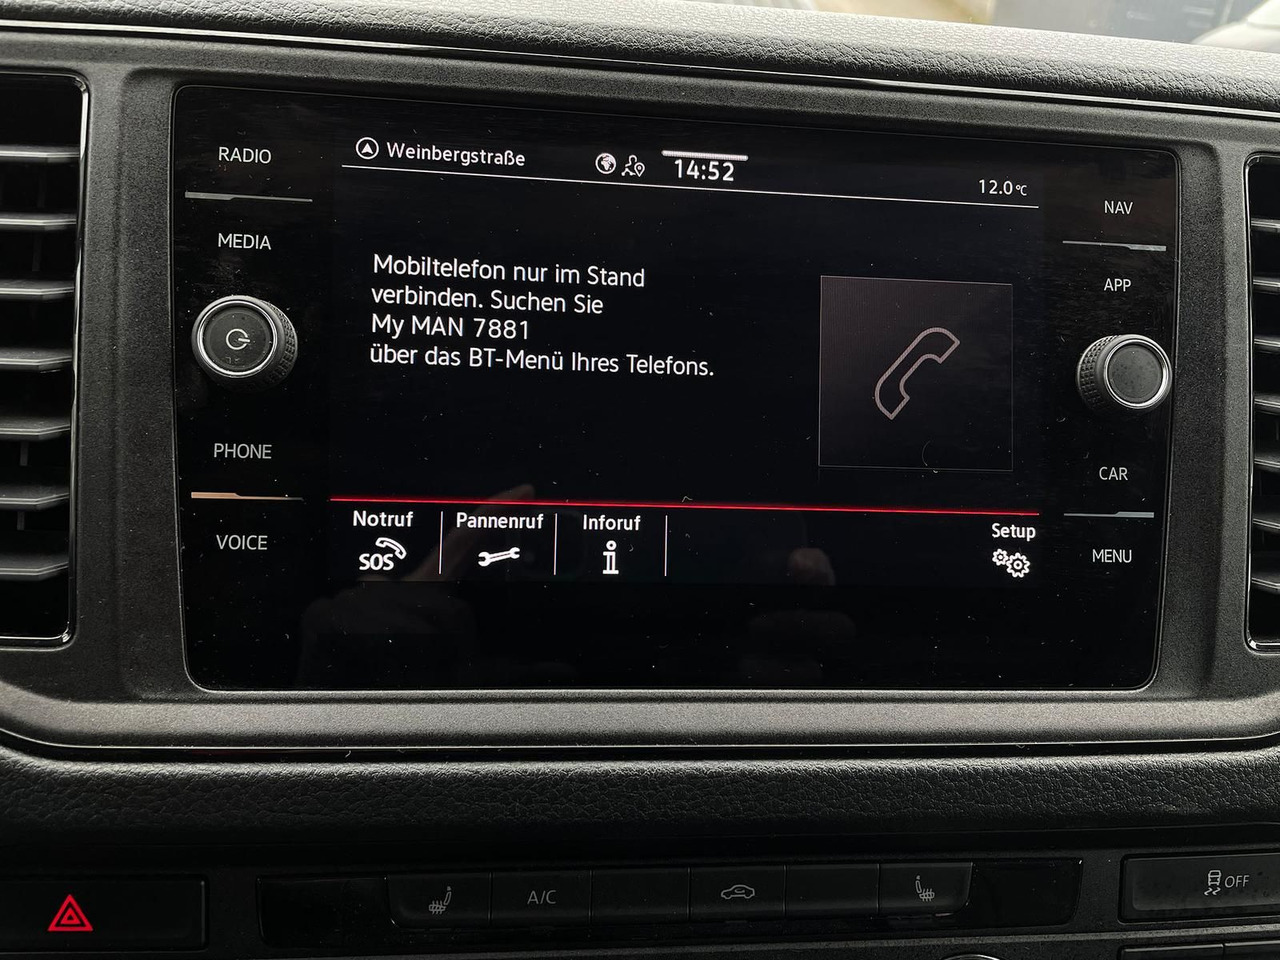 RADIO
MEDIA
PHONE
VOICE
Weinbergstraße
14:52
12.0°C
Mobiltelefon nur im Stand
verbinden. Suchen Sie
My MAN 7881
über das BT-Menü Ihres Telefons.
Notruf
SOS
Pannenruf
Inforuf
i
Setup
NAV
APP
CAR
MENU
A/C
OFF